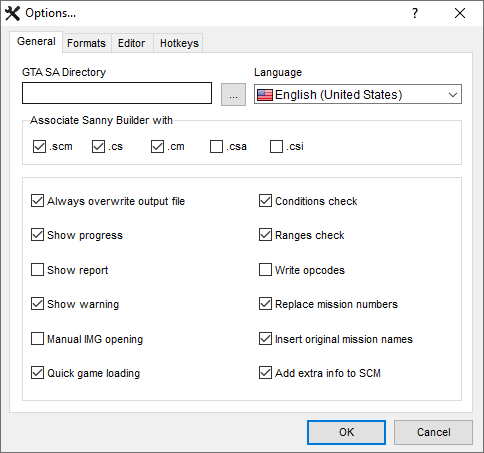 Options...
General Formats Editor Hotkeys
GTA SA Directory Language
... English (United States)
Associate Sanny Builder with
.scm .cs .cm .csa .csi
Always overwrite output file Conditions check
Show progress Ranges check
Show report Write opcodes
Show warning Replace mission numbers
Manual IMG opening Insert original mission names
Quick game loading Add extra info to SCM
OK Cancel